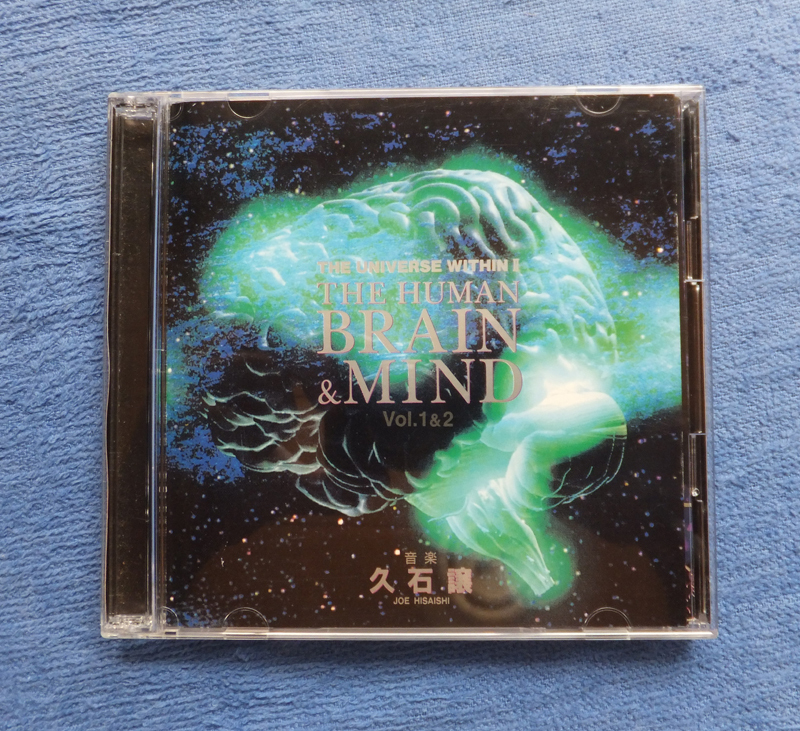 THE UNIVERSE WITHIN Ⅱ
THE HUMAN
BRAIN
&MIND
Vol.1&2
音楽
久石譲
JOE HISAISHI